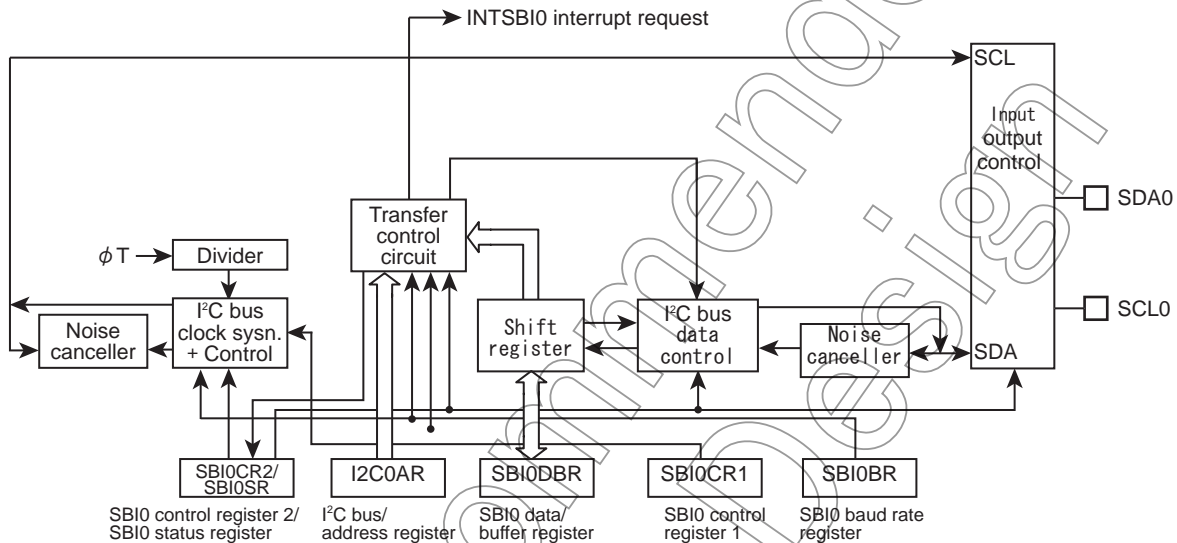 INTSBI0 interrupt request
SCL
Input
output
control
SDA0
SCL0
SDA
Transfer
control
circuit
φT
Divider
I²C bus
clock sysn.
+ Control
Noise
canceller
Shift
register
I²C bus
data
control
Noise
canceller
SBI0CR2/
SBI0SR
I2C0AR
SBI0DBR
SBI0CR1
SBI0BR
SBI0 control register 2/
SBI0 status register
I²C bus/
address register
SBI0 data/
buffer register
SBI0 control
register 1
SBI0 baud rate
register
Design